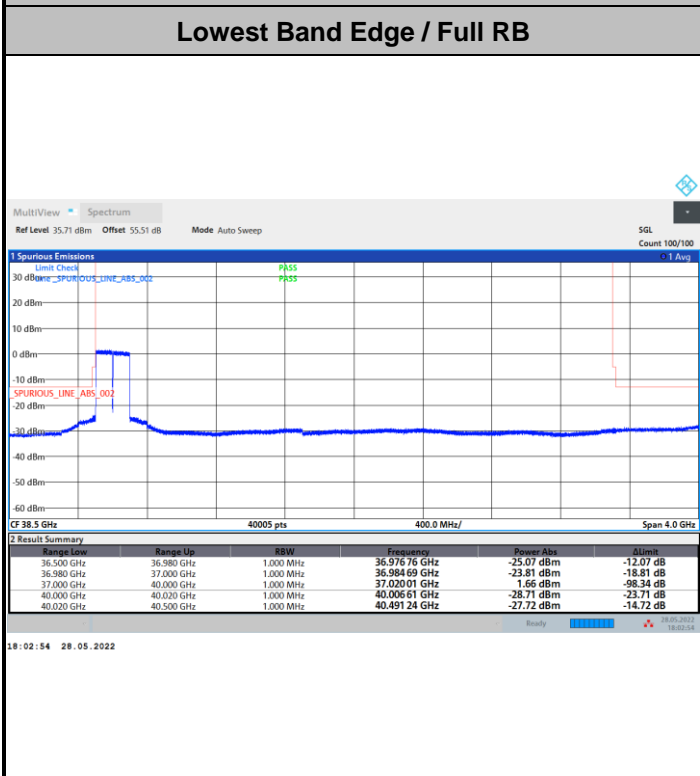 Lowest Band Edge / Full RB
MultiView Spectrum
Ref Level 35.71 dBm Offset 55.51 dB Mode Auto Sweep SGL
Count 100/100
1 Spurious Emissions 1 Avg
Limit Check PASS
30 dBm Line _SPURIOUS_LINE_ABS_002 PASS
20 dBm
10 dBm
0 dBm
-10 dBm
_SPURIOUS_LINE_ABS_002
-20 dBm
-30 dBm
-40 dBm
-50 dBm
-60 dBm
CF 38.5 GHz 40005 pts 400.0 MHz/ Span 4.0 GHz
2 Result Summary
Range Low Range Up RBW Frequency Power Abs ΔLimit
36.500 GHz 36.980 GHz 1.000 MHz 36.976 76 GHz -25.07 dBm -12.07 dB
36.980 GHz 37.000 GHz 1.000 MHz 36.984 69 GHz -23.81 dBm -18.81 dB
37.000 GHz 40.000 GHz 1.000 MHz 37.020 01 GHz 1.66 dBm -98.34 dB
40.000 GHz 40.020 GHz 1.000 MHz 40.006 61 GHz -28.71 dBm -23.71 dB
40.020 GHz 40.500 GHz 1.000 MHz 40.491 24 GHz -27.72 dBm -14.72 dB
Ready 28.05.2022
18:02:54
18:02:54 28.05.2022